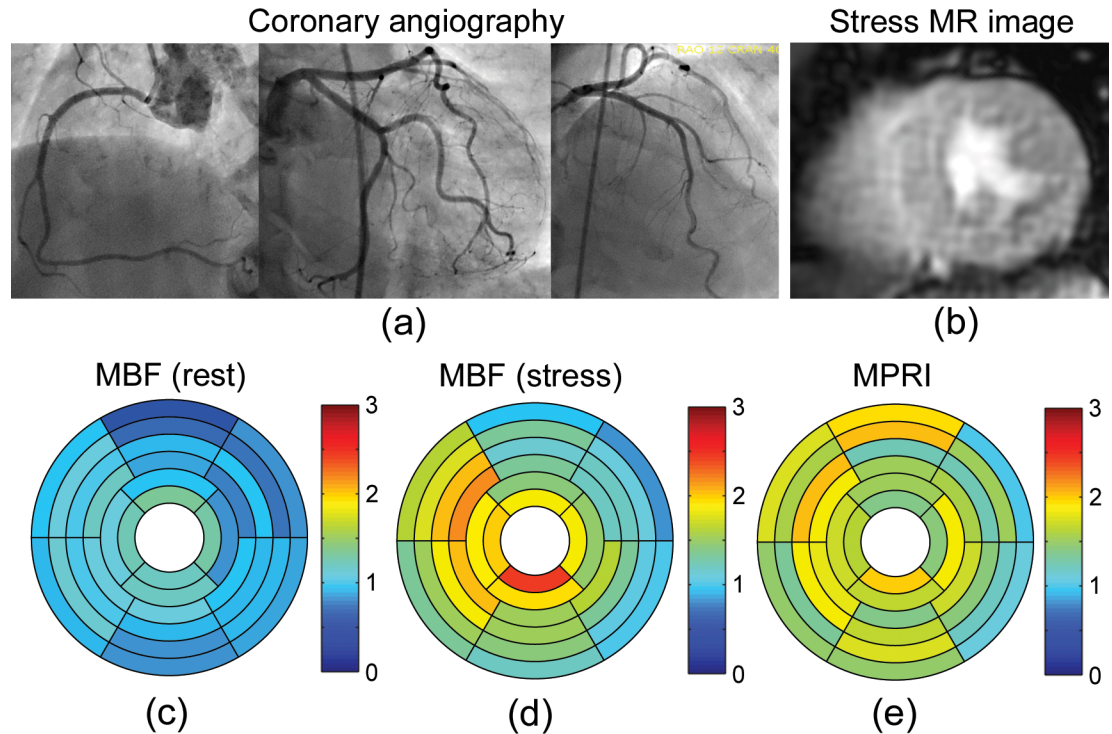 Coronary angiography
Stress MR image
(a)
(b)
MBF (rest)
MBF (stress)
MPRI
3
2
1
0
3
2
1
0
3
2
1
0
(c)
(d)
(e)